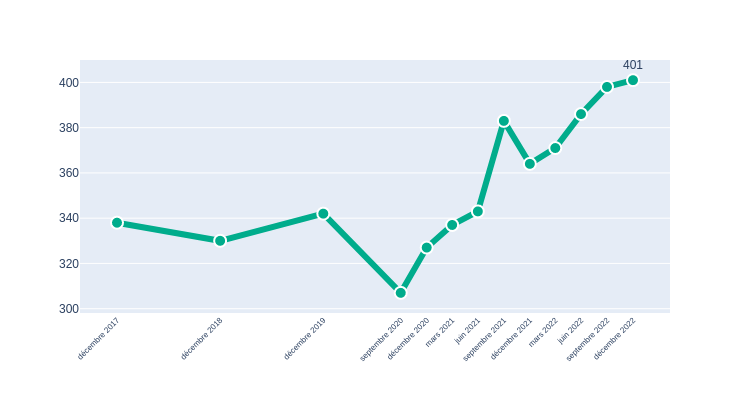 401
400
380
360
340
320
300
décembre 2017
décembre 2018
décembre 2019
septembre 2020
décembre 2020
mars 2021
juin 2021
septembre 2021
décembre 2021
mars 2022
juin 2022
septembre 2022
décembre 2022